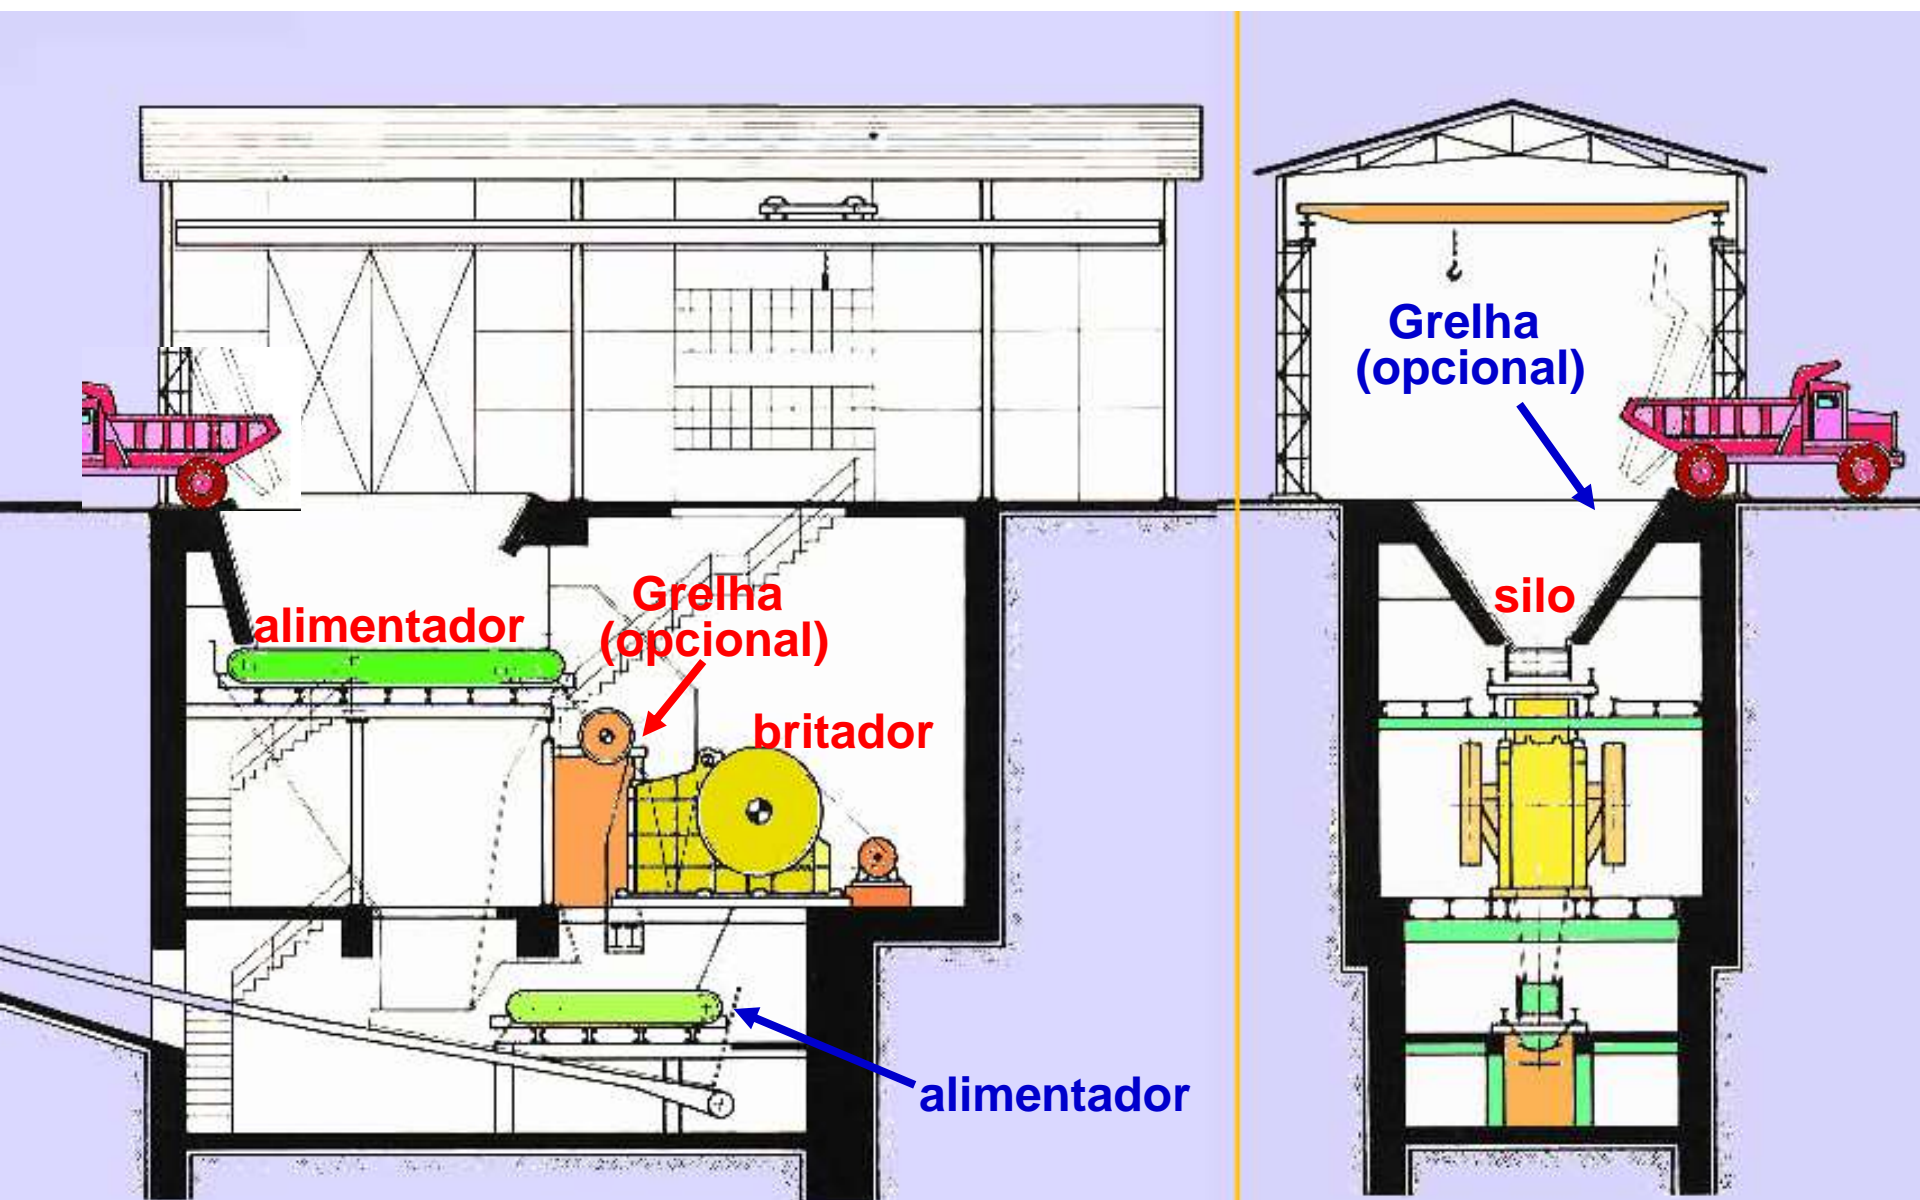 Grelha
(opcional)
silo
alimentador
Grelha
(opcional)
britador
alimentador